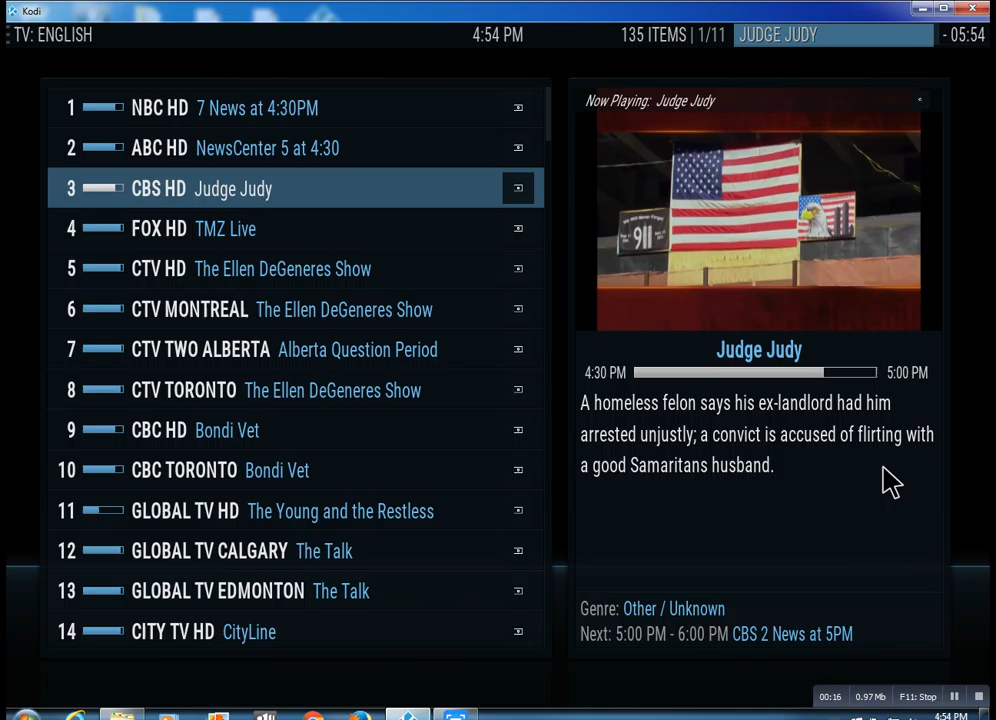 Kodi
TV: ENGLISH
4:54 PM
135 ITEMS | 1/11
JUDGE JUDY
- 05:54
1 NBC HD 7 News at 4:30PM
2 ABC HD NewsCenter 5 at 4:30
3 CBS HD Judge Judy
4 FOX HD TMZ Live
5 CTV HD The Ellen DeGeneres Show
6 CTV MONTREAL The Ellen DeGeneres Show
7 CTV TWO ALBERTA Alberta Question Period
8 CTV TORONTO The Ellen DeGeneres Show
9 CBC HD Bondi Vet
10 CBC TORONTO Bondi Vet
11 GLOBAL TV HD The Young and the Restless
12 GLOBAL TV CALGARY The Talk
13 GLOBAL TV EDMONTON The Talk
14 CITY TV HD CityLine
Now Playing: Judge Judy
We Will Never Forget
911
Judge Judy
4:30 PM 5:00 PM
A homeless felon says his ex-landlord had him
arrested unjustly; a convict is accused of flirting with
a good Samaritans husband.
Genre: Other / Unknown
Next: 5:00 PM - 6:00 PM CBS 2 News at 5PM
00:16 0.97 Mb F11: Stop
4:54 PM